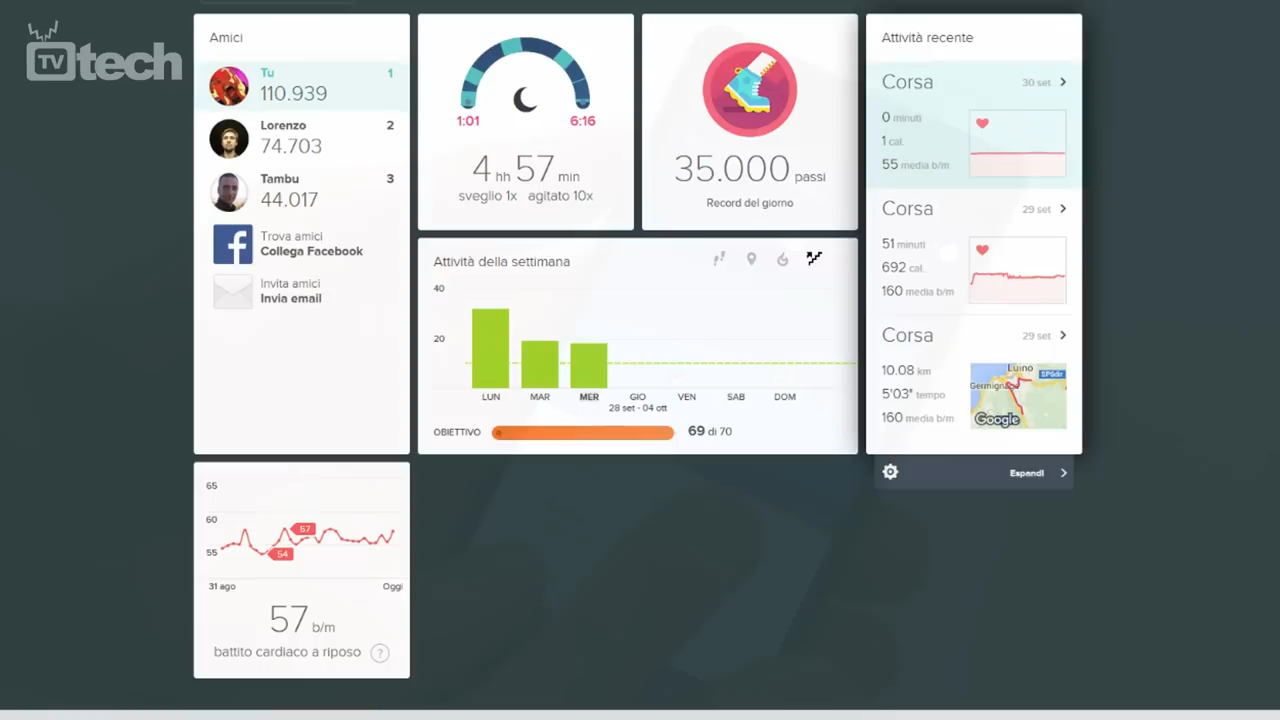 TV tech
Amici
Tu 1
110.939
Lorenzo 2
74.703
Tambu 3
44.017
Trova amici
Collega Facebook
Invita amici
Invia email
1:01 6:16
4 hh 57 min
sveglio 1x agitato 10x
35.000 passi
Record del giorno
Attività della settimana
40
20
LUN MAR MER GIO VEN SAB DOM
28 set - 04 ott
OBIETTIVO 69 di 70
Attività recente
Corsa 30 set
0 minuti
1 cal.
55 media b/m
Corsa 29 set
51 minuti
692 cal.
160 media b/m
Corsa 29 set
10.08 km
5'03" tempo
160 media b/m
Luino
Germigna
Google
Espandi
65
60
55
57
54
31 ago Oggi
57 b/m
battito cardiaco a riposo ?